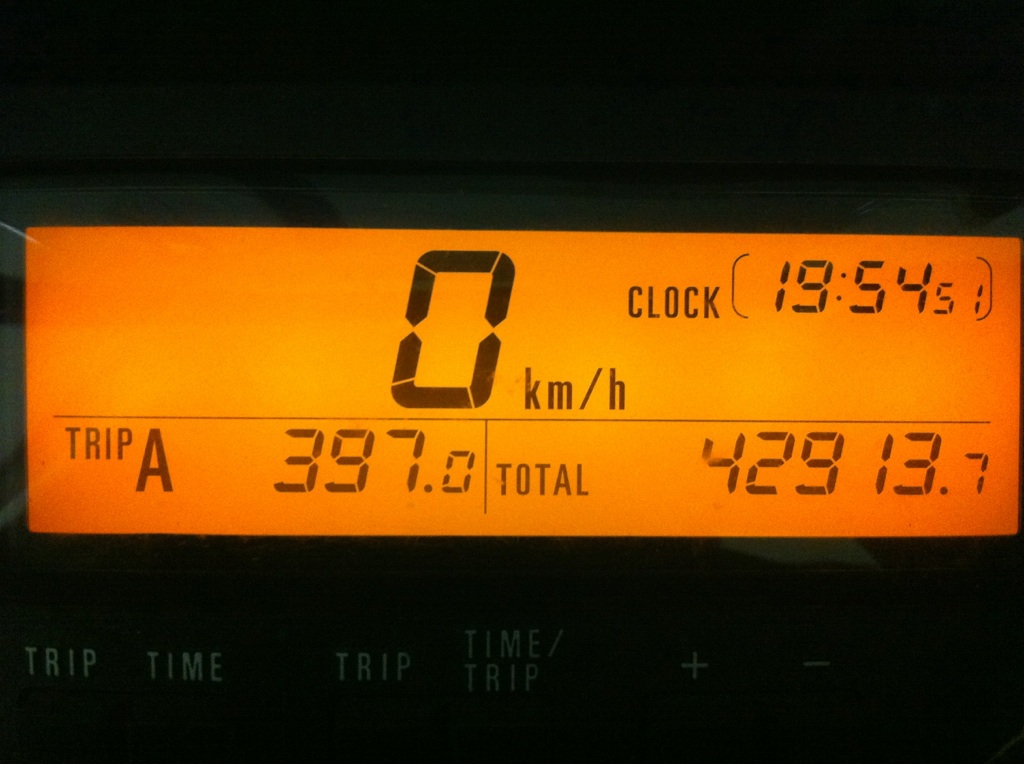 0 km/h CLOCK (19:54 51)
TRIP A 397.0 TOTAL 42913.7
TRIP TIME TRIP TIME/ + −
TRIP